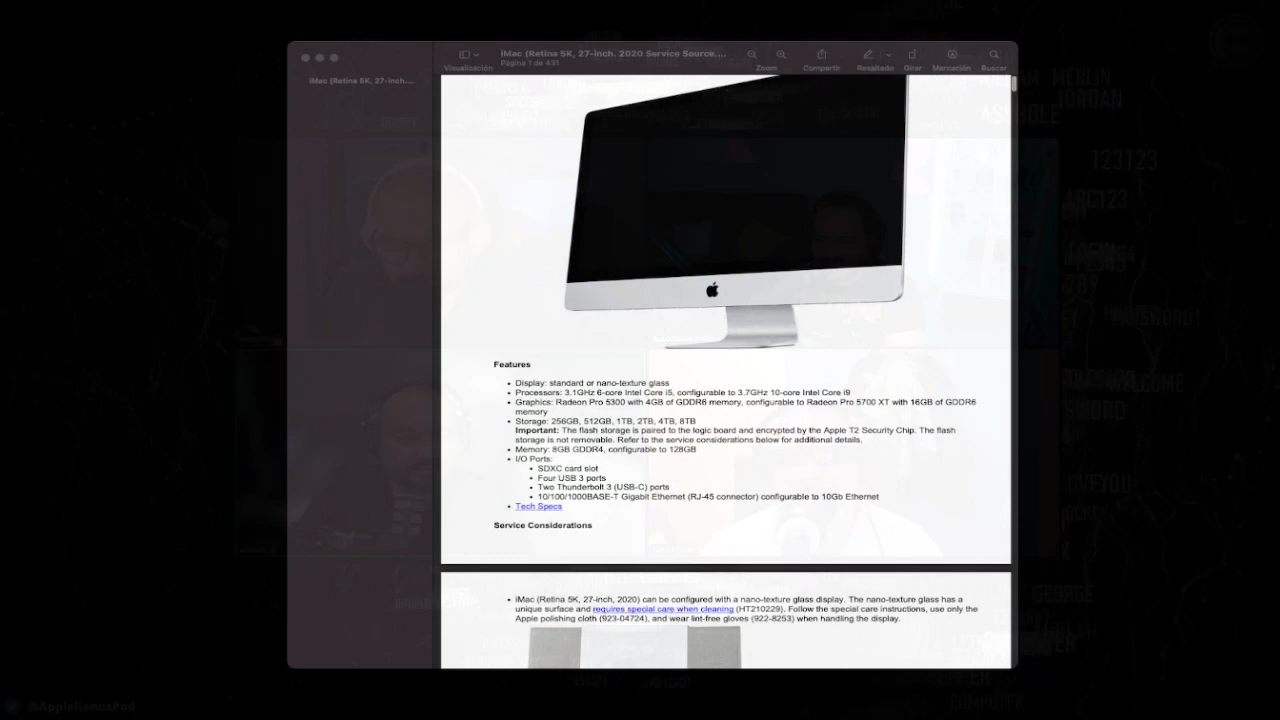 iMac (Retina 5K, 27-inch. 2020 Service Source....
Página 1 de 431
Visualización
Zoom
Compartir
Resaltado
Girar
Marcación
Buscar
iMac (Retina 5K, 27-inch....
Features
• Display: standard or nano-texture glass
• Processors: 3.1GHz 6-core Intel Core i5, configurable to 3.7GHz 10-core Intel Core i9
• Graphics: Radeon Pro 5300 with 4GB of GDDR6 memory, configurable to Radeon Pro 5700 XT with 16GB of GDDR6
memory
• Storage: 256GB, 512GB, 1TB, 2TB, 4TB, 8TB
Important: The flash storage is paired to the logic board and encrypted by the Apple T2 Security Chip. The flash
storage is not removable. Refer to the service considerations below for additional details.
• Memory: 8GB GDDR4, configurable to 128GB
• I/O Ports:
• SDXC card slot
• Four USB 3 ports
• Two Thunderbolt 3 (USB-C) ports
• 10/100/1000BASE-T Gigabit Ethernet (RJ-45 connector) configurable to 10Gb Ethernet
• Tech Specs
Service Considerations
• iMac (Retina 5K, 27-inch, 2020) can be configured with a nano-texture glass display. The nano-texture glass has a
unique surface and requires special care when cleaning (HT210229). Follow the special care instructions, use only the
Apple polishing cloth (923-04724), and wear lint-free gloves (922-8253) when handling the display.
MERLIN
JORDAN
123123
ABC123
GEORGE
COMPUTER
@ApplelianosPod